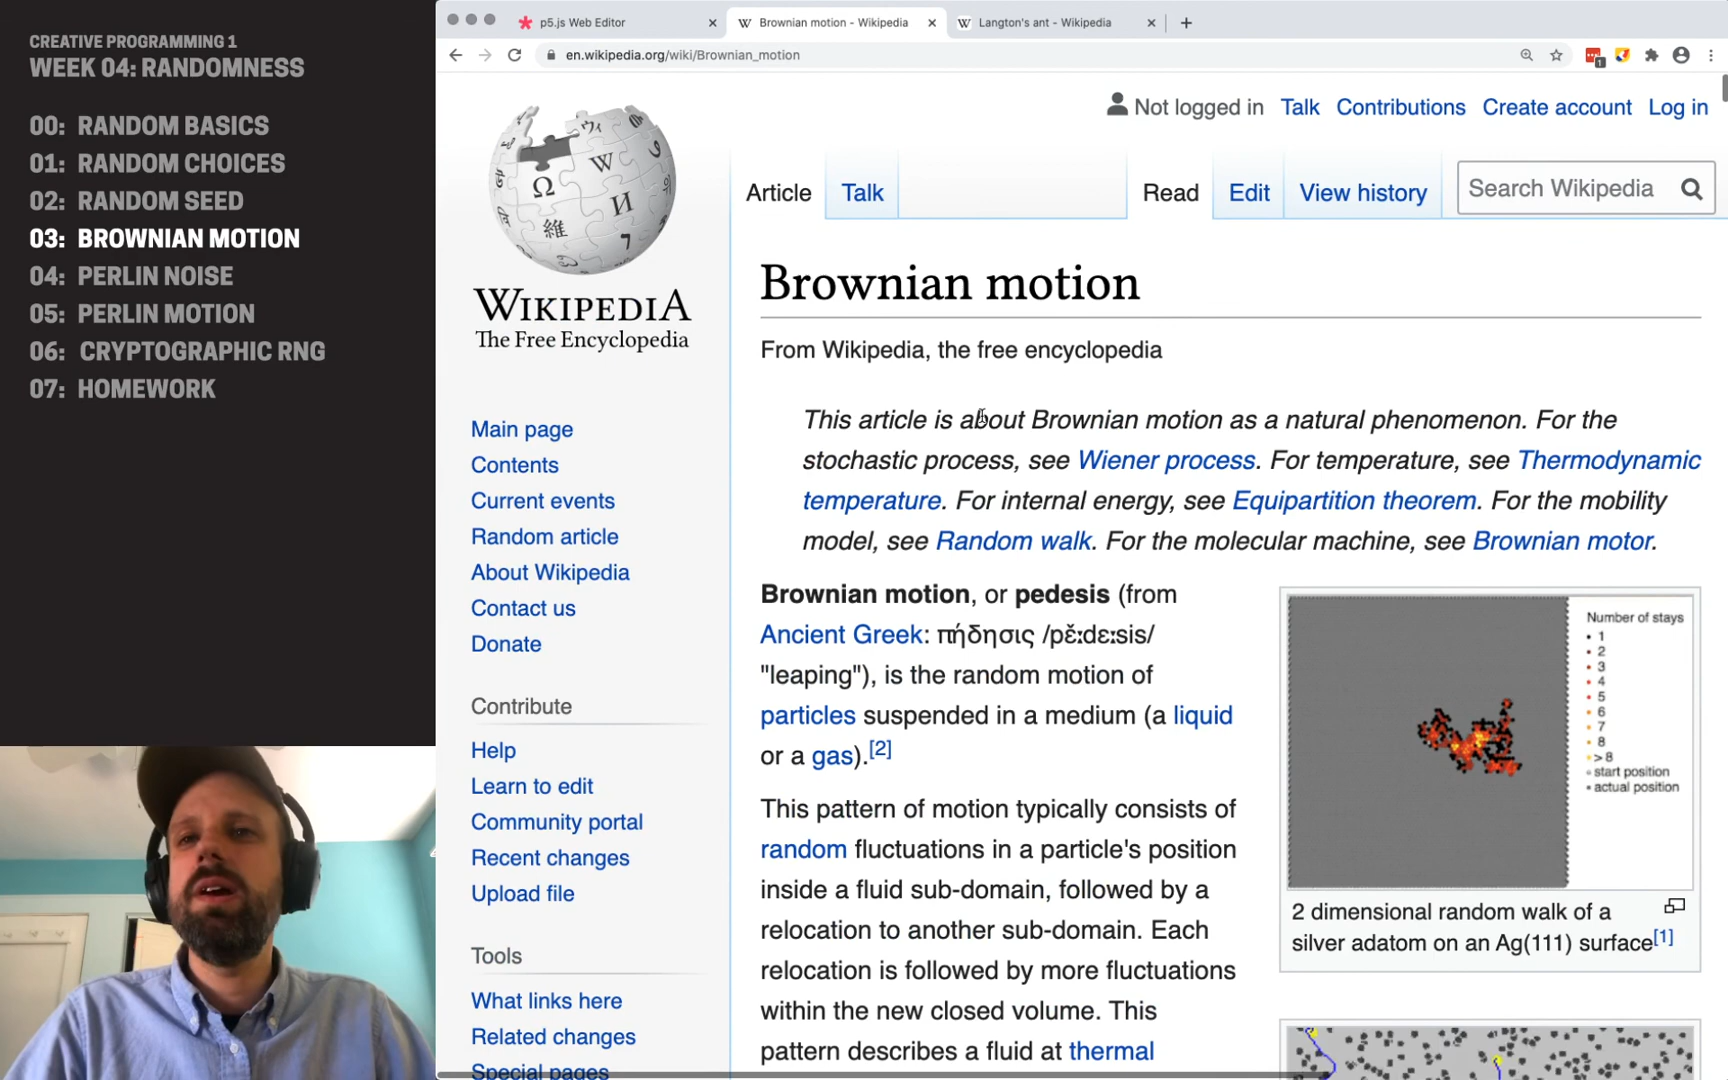 CREATIVE PROGRAMMING 1
WEEK 04: RANDOMNESS
00: RANDOM BASICS
01: RANDOM CHOICES
02: RANDOM SEED
03: BROWNIAN MOTION
04: PERLIN NOISE
05: PERLIN MOTION
06: CRYPTOGRAPHIC RNG
07: HOMEWORK
p5.js Web Editor
Brownian motion - Wikipedia
Langton's ant - Wikipedia
en.wikipedia.org/wiki/Brownian_motion
1
Not logged in Talk Contributions Create account Log in
Article Talk Read Edit View history Search Wikipedia
WIKIPEDIA
The Free Encyclopedia
Main page
Contents
Current events
Random article
About Wikipedia
Contact us
Donate
Contribute
Help
Learn to edit
Community portal
Recent changes
Upload file
Tools
What links here
Related changes
Special pages
Brownian motion
From Wikipedia, the free encyclopedia
This article is about Brownian motion as a natural phenomenon. For the
stochastic process, see Wiener process. For temperature, see Thermodynamic
temperature. For internal energy, see Equipartition theorem. For the mobility
model, see Random walk. For the molecular machine, see Brownian motor.
Brownian motion, or pedesis (from
Ancient Greek: πήδησις /pɛ̌ːdɛːsis/
"leaping"), is the random motion of
particles suspended in a medium (a liquid
or a gas).[2]
This pattern of motion typically consists of
random fluctuations in a particle's position
inside a fluid sub-domain, followed by a
relocation to another sub-domain. Each
relocation is followed by more fluctuations
within the new closed volume. This
pattern describes a fluid at thermal
Number of stays
1
2
3
4
5
6
7
8
>8
start position
actual position
2 dimensional random walk of a
silver adatom on an Ag(111) surface[1]